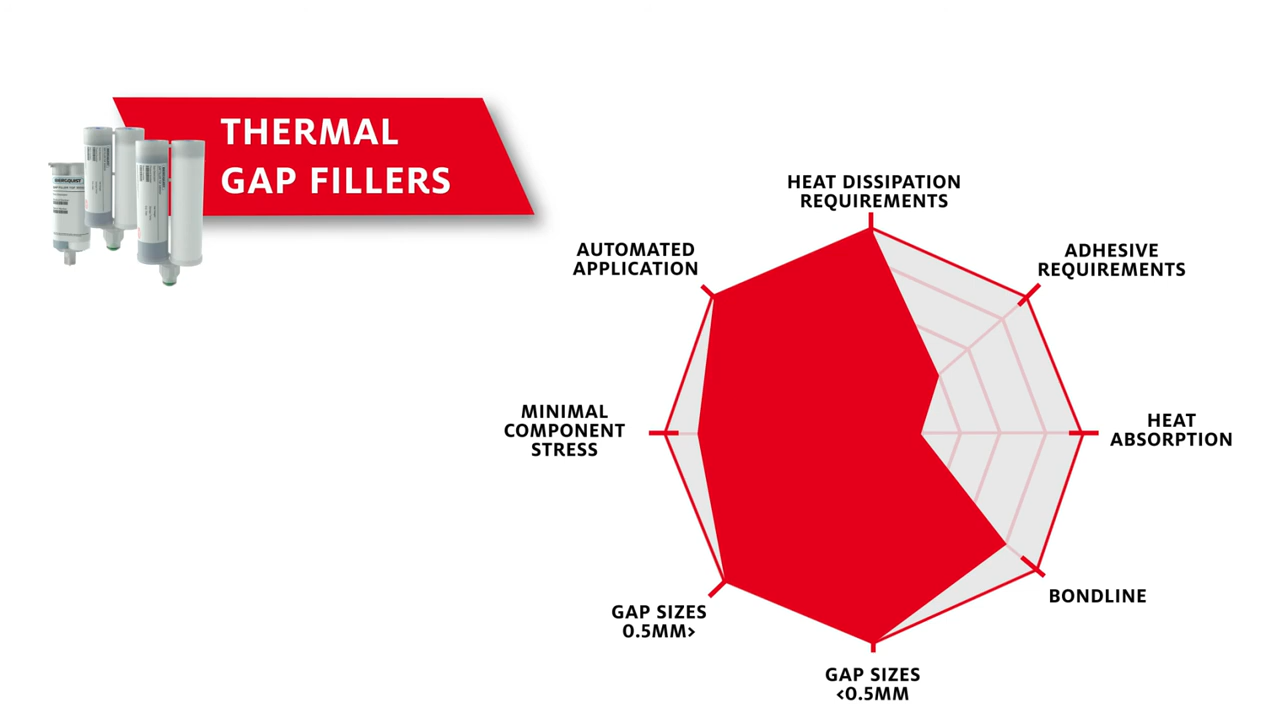 THERMAL
GAP FILLERS
HEAT DISSIPATION
REQUIREMENTS
AUTOMATED
APPLICATION
ADHESIVE
REQUIREMENTS
MINIMAL
COMPONENT
STRESS
HEAT
ABSORPTION
GAP SIZES
0.5MM>
BONDLINE
GAP SIZES
<0.5MM